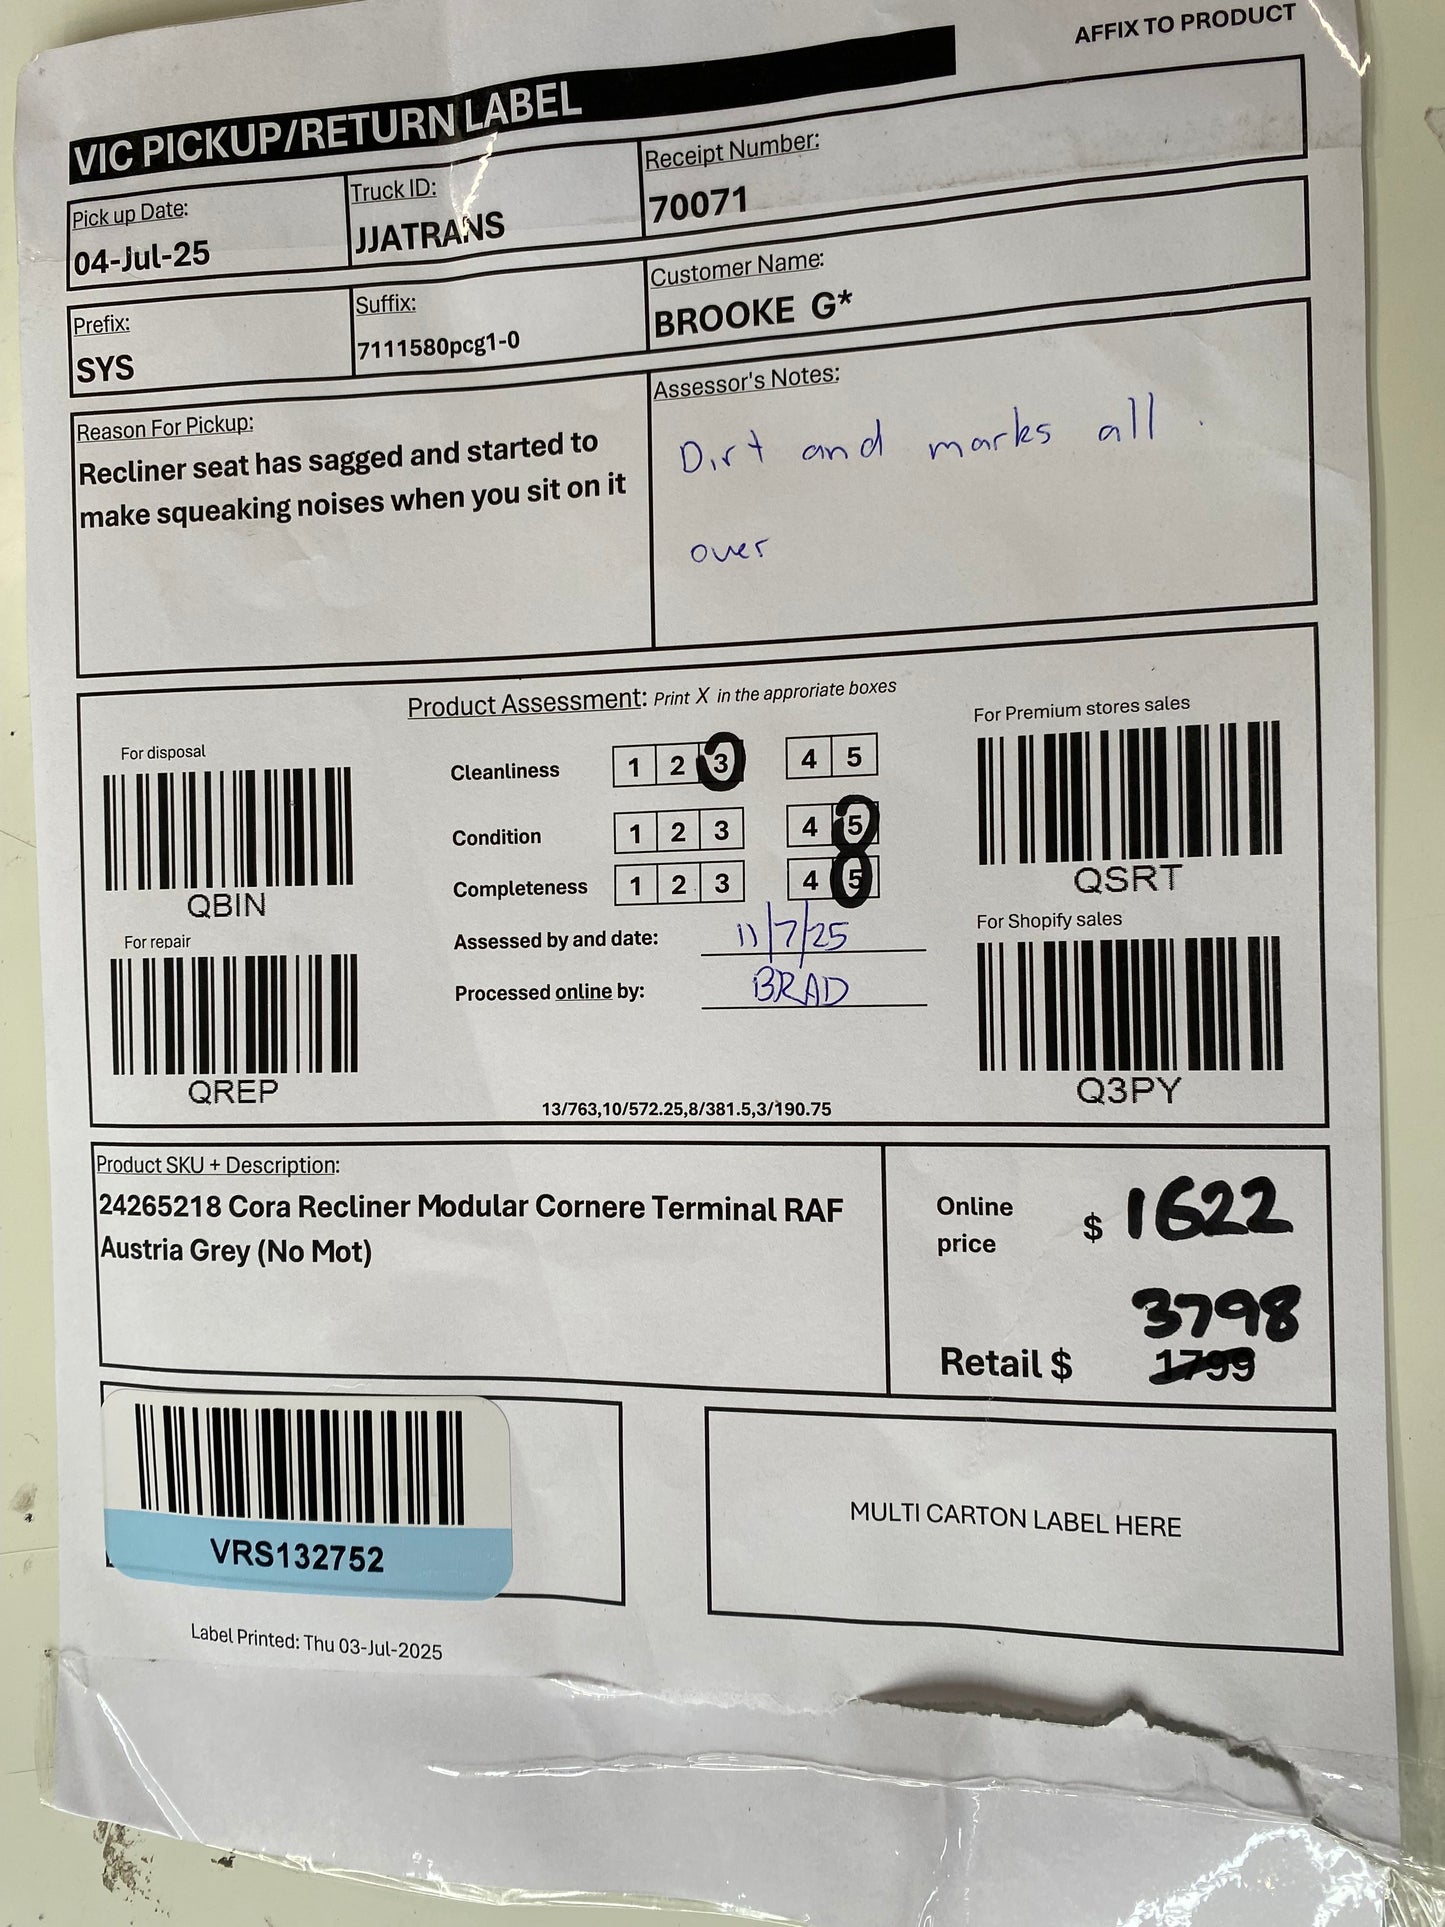 AFFIX TO PRODUCT
VIC PICKUP/RETURN LABEL
Pick up Date:
04-Jul-25
Truck ID:
JJATRANS
Receipt Number:
70071
Prefix:
SYS
Suffix:
7111580pcg1-0
Customer Name:
BROOKE G*
Reason For Pickup:
Recliner seat has sagged and started to
make squeaking noises when you sit on it
Assessor's Notes:
Dirt and marks all
over
Product Assessment: Print X in the approriate boxes
For disposal
QBIN
For repair
QREP
Cleanliness 1 2 3 4 5
Condition 1 2 3 4 5
Completeness 1 2 3 4 5
Assessed by and date: 11/7/25
Processed online by: BRAD
13/763,10/572.25,8/381.5,3/190.75
For Premium stores sales
QSRT
For Shopify sales
Q3PY
Product SKU + Description:
24265218 Cora Recliner Modular Cornere Terminal RAF
Austria Grey (No Mot)
Online
price $ 1622
3798
Retail $ 1799
VRS132752
MULTI CARTON LABEL HERE
Label Printed: Thu 03-Jul-2025